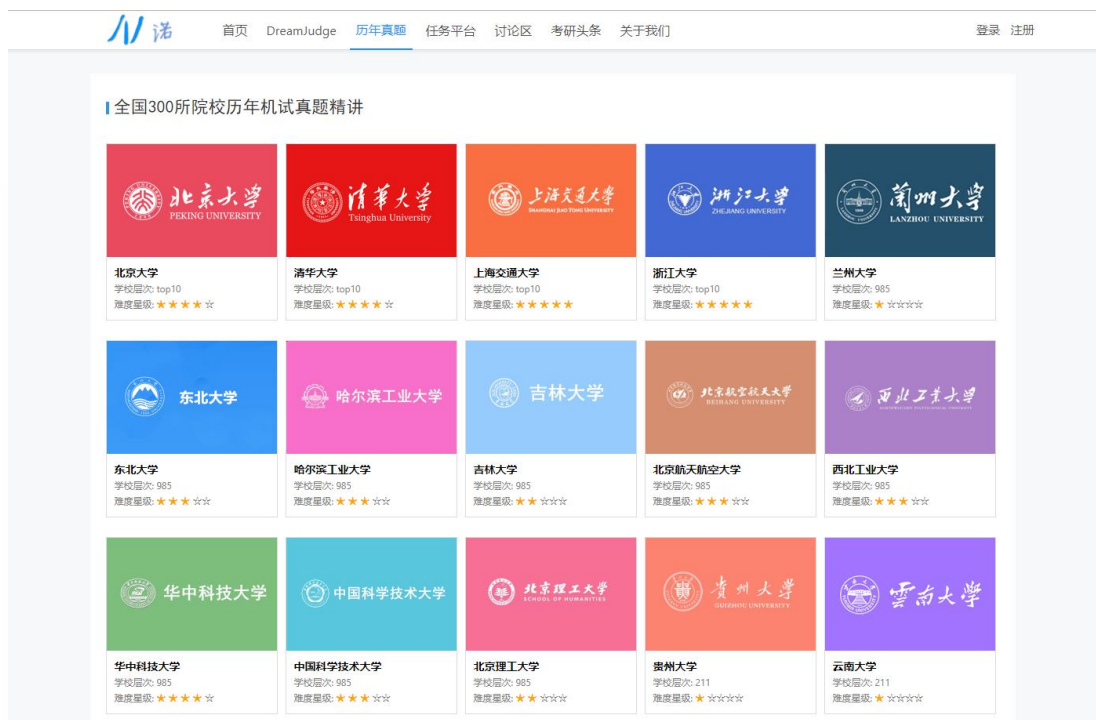 诺 首页 DreamJudge 历年真题 任务平台 讨论区 考研头条 关于我们 登录 注册
全国300所院校历年机试真题精讲
北京大学 PEKING UNIVERSITY
清华大学 Tsinghua University
上海交通大学 SHANGHAI JIAO TONG UNIVERSITY
浙江大学 ZHEJIANG UNIVERSITY
蘭州大学 LANZHOU UNIVERSITY
北京大学 清华大学 上海交通大学 浙江大学 兰州大学
学校层次: top10 学校层次: top10 学校层次: top10 学校层次: top10 学校层次: 985
难度星级: ★★★★☆ 难度星级: ★★★★☆ 难度星级: ★★★★★ 难度星级: ★★★★★ 难度星级: ★☆☆☆☆
东北大学
哈尔滨工业大学
吉林大学
北京航空航天大学 BEIHANG UNIVERSITY
西北工业大学
东北大学 哈尔滨工业大学 吉林大学 北京航天航空大学 西北工业大学
学校层次: 985 学校层次: 985 学校层次: 985 学校层次: 985 学校层次: 985
难度星级: ★★★☆☆ 难度星级: ★★★☆☆ 难度星级: ★★☆☆☆ 难度星级: ★★★☆☆ 难度星级: ★★★☆☆
华中科技大学
中国科学技术大学
北京理工大学 SCHOOL OF HUMANITIES
貴州大学 GUIZHOU UNIVERSITY
雲南大学
华中科技大学 中国科学技术大学 北京理工大学 贵州大学 云南大学
学校层次: 985 学校层次: 985 学校层次: 985 学校层次: 211 学校层次: 211
难度星级: ★★★★☆ 难度星级: ★★★☆☆ 难度星级: ★★☆☆☆ 难度星级: ★☆☆☆☆ 难度星级: ★☆☆☆☆